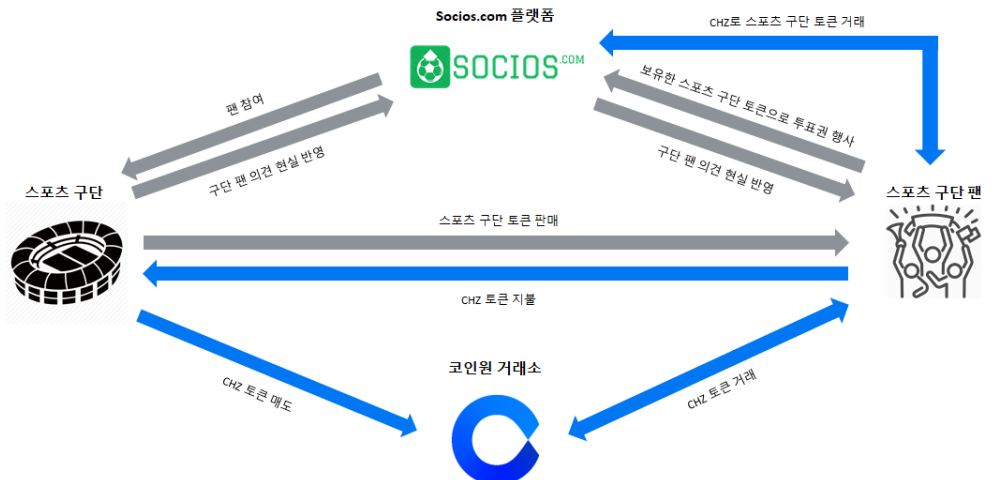 Socios.com 플랫폼
CHZ로 스포츠 구단 토큰 거래
SOCIOS.COM
보유한 스포츠 구단 토큰으로 투표권 행사
팬 참여
구단 팬 의견 현실 반영
구단 팬 의견 현실 반영
스포츠 구단
스포츠 구단 팬
스포츠 구단 토큰 판매
CHZ 토큰 지불
코인원 거래소
CHZ 토큰 매도
CHZ 토큰 거래